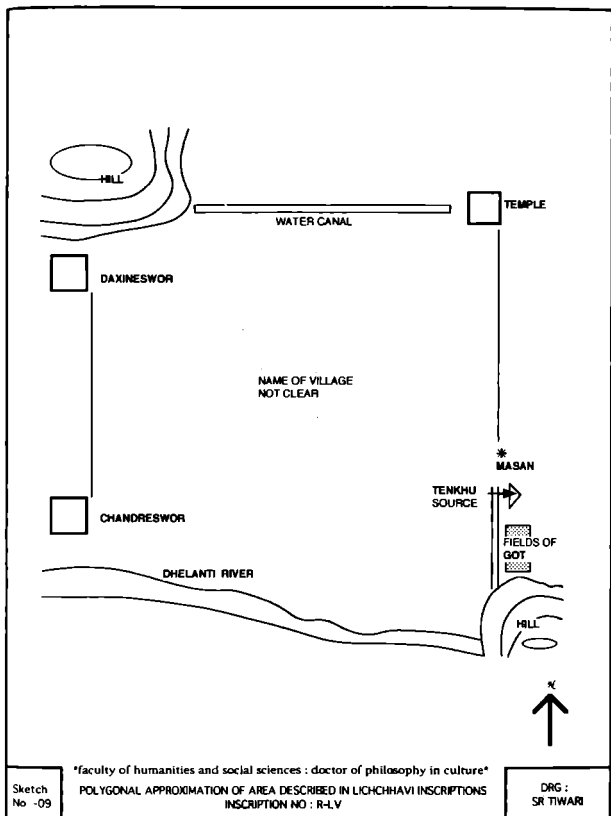 HILL
TEMPLE
WATER CANAL
DAXINESWOR
NAME OF VILLAGE
NOT CLEAR
MASAN
TENKHU
SOURCE
CHANDRESWOR
FIELDS OF
GOT
DHELANTI RIVER
HILL
N
"faculty of humanities and social sciences : doctor of philosophy in culture"
Sketch
No -09
POLYGONAL APPROXIMATION OF AREA DESCRIBED IN LICHCHHAVI INSCRIPTIONS
INSCRIPTION NO : R-LV
DRG :
SR TIWARI